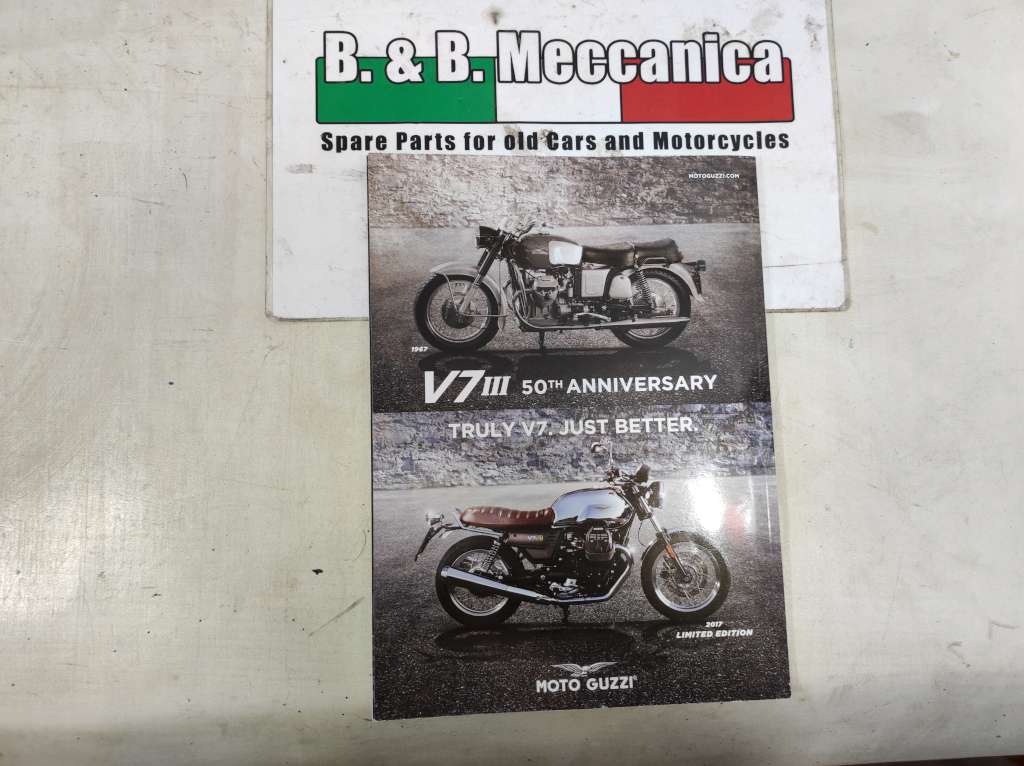 B. & B. Meccanica
Spare Parts for old Cars and Motorcycles
MOTOGUZZI.COM
1967
V7III 50TH ANNIVERSARY
TRULY V7. JUST BETTER.
V7
2017
LIMITED EDITION
MOTO GUZZI®